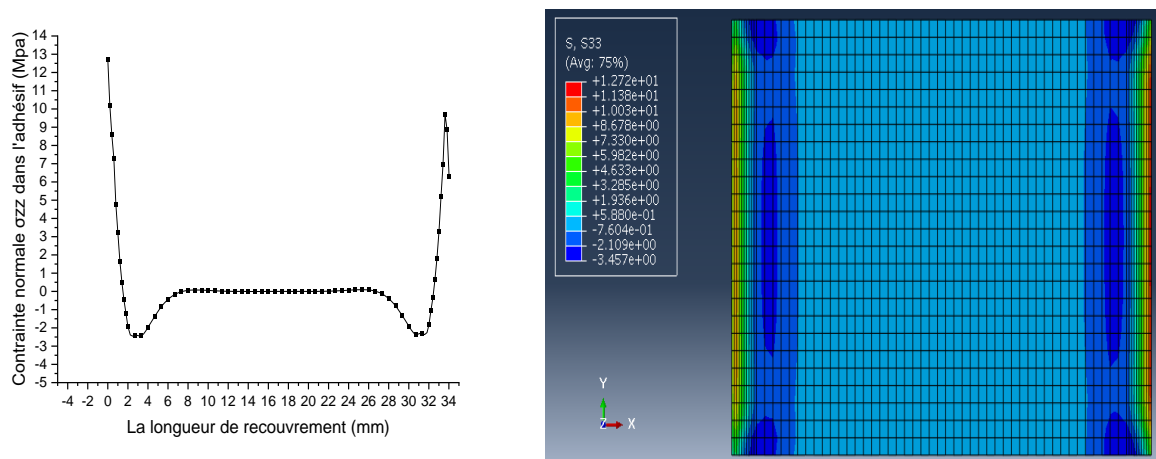 Contrainte normale σzz dans l'adhésif (Mpa)
14
13
12
11
10
9
8
7
6
5
4
3
2
1
0
-1
-2
-3
-4
-5
-4 -2 0 2 4 6 8 10 12 14 16 18 20 22 24 26 28 30 32 34
La longueur de recouvrement (mm)
S, S33
(Avg: 75%)
+1.272e+01
+1.138e+01
+1.003e+01
+8.678e+00
+7.330e+00
+5.982e+00
+4.633e+00
+3.285e+00
+1.936e+00
+5.880e-01
-7.604e-01
-2.109e+00
-3.457e+00
Y
Z X